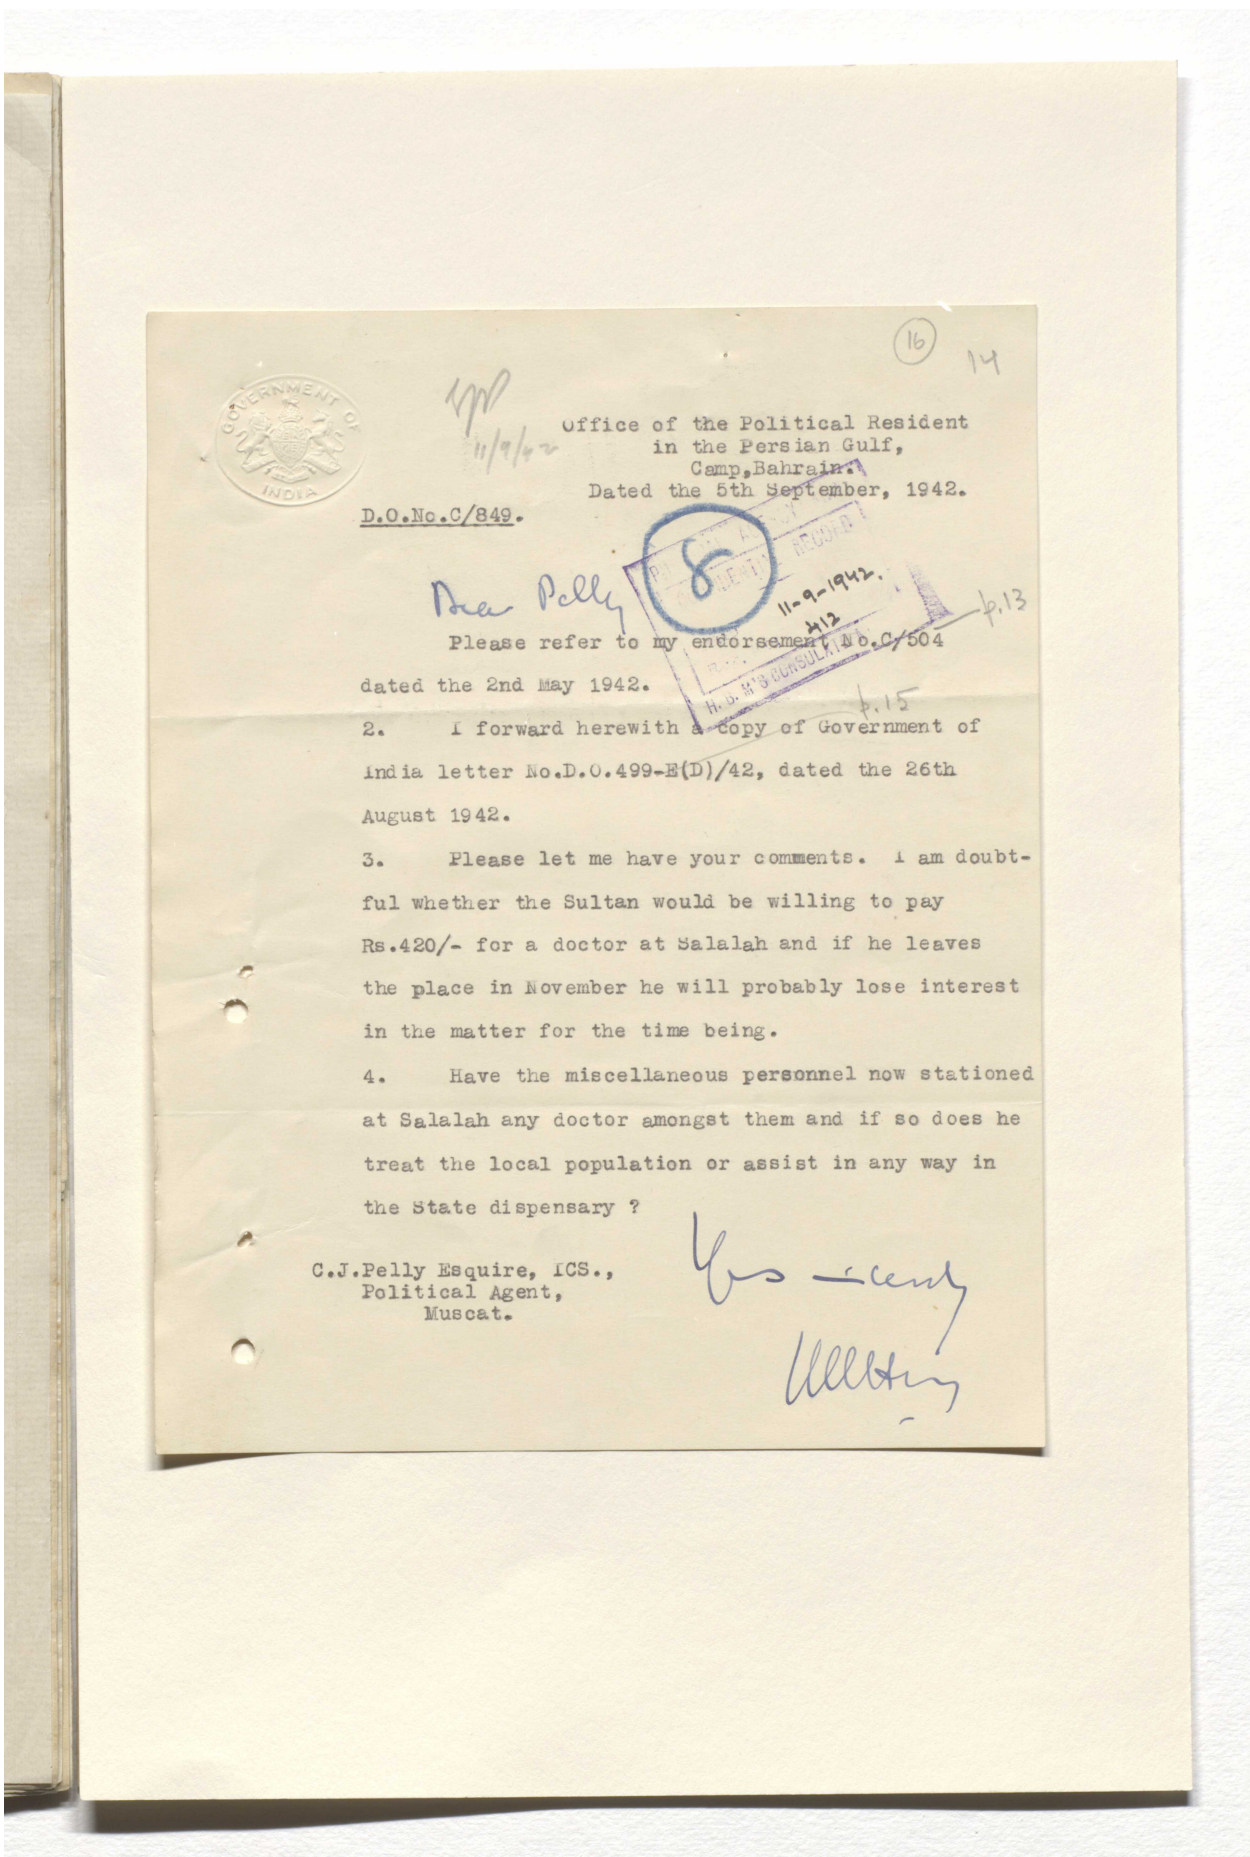 16
14
GOVERNMENT OF
INDIA
11/9/42
Office of the Political Resident
in the Persian Gulf,
Camp,Bahrain.
Dated the 5th September, 1942.
D.O.No.C/849.
8
RECORD
11-9-1942.
412
H. B. M'S CONSULATE
Dear Pelly
p.13
Please refer to my endorsement No.C/504
dated the 2nd May 1942.
p.15
2. I forward herewith a copy of Government of
India letter No.D.O.499-E(D)/42, dated the 26th
August 1942.
3. Please let me have your comments. I am doubt-
ful whether the Sultan would be willing to pay
Rs.420/- for a doctor at Salalah and if he leaves
the place in November he will probably lose interest
in the matter for the time being.
4. Have the miscellaneous personnel now stationed
at Salalah any doctor amongst them and if so does he
treat the local population or assist in any way in
the State dispensary ?
Yrs sincerely
C.J.Pelly Esquire, ICS.,
Political Agent,
Muscat.